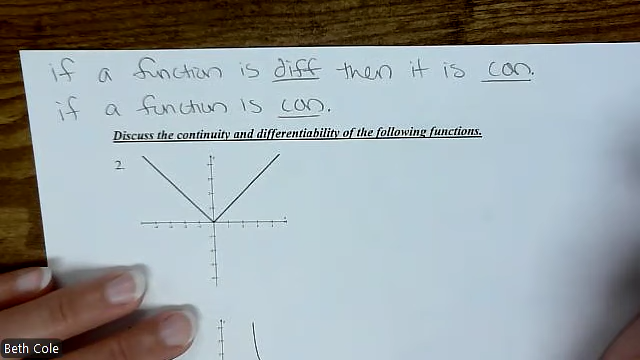 if a function is diff then it is con.
if a function is con.
Discuss the continuity and differentiability of the following functions.
2.
Beth Cole